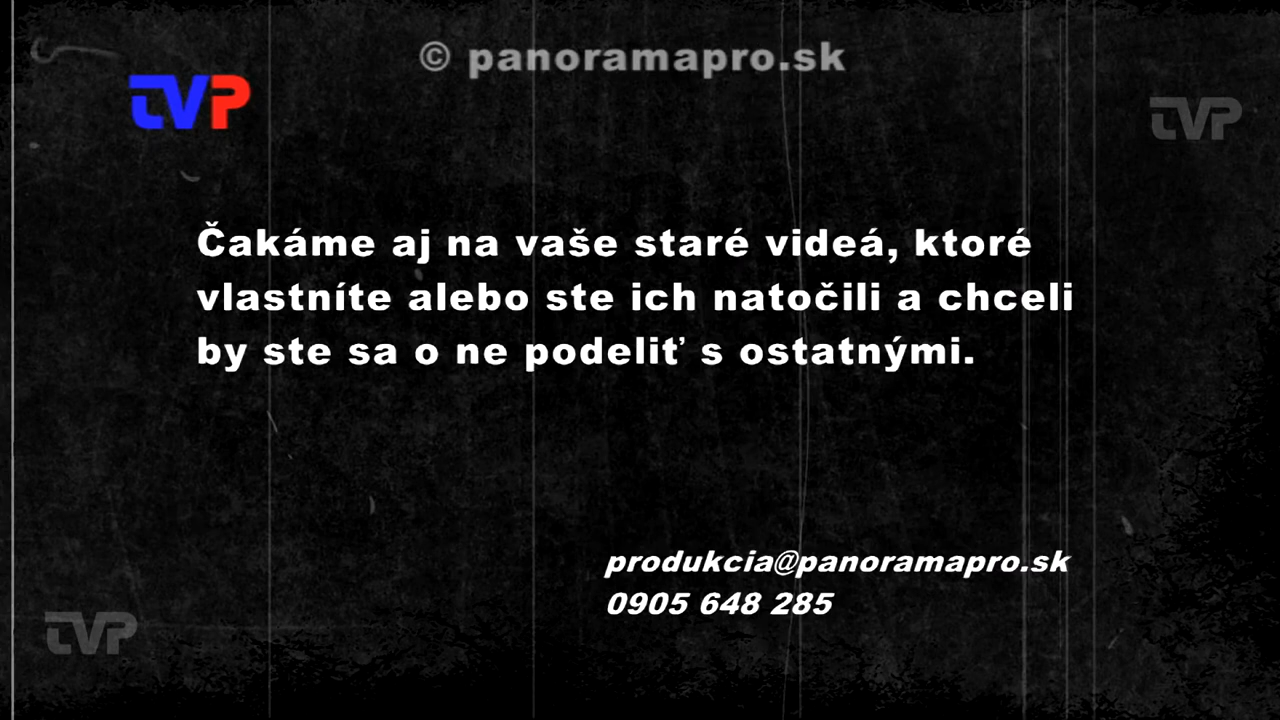 © panoramapro.sk
TVP
TVP
Čakáme aj na vaše staré videá, ktoré
vlastníte alebo ste ich natočili a chceli
by ste sa o ne podeliť s ostatnými.
produkcia@panoramapro.sk
0905 648 285
TVP